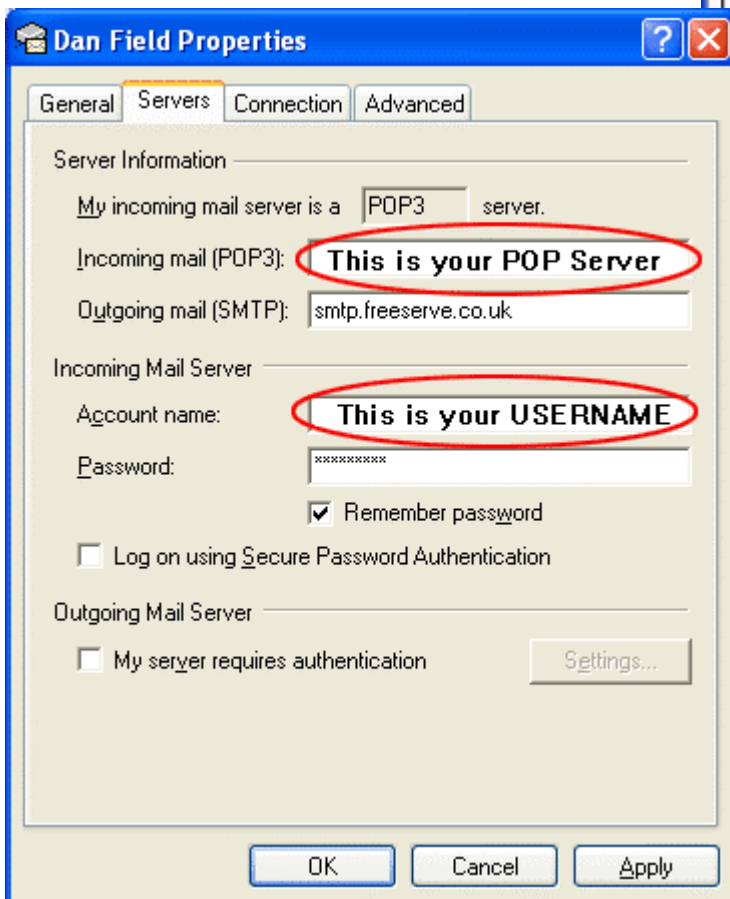 Dan Field Properties
General Servers Connection Advanced
Server Information
My incoming mail server is a POP3 server.
Incoming mail (POP3): This is your POP Server
Outgoing mail (SMTP): smtp.freeserve.co.uk
Incoming Mail Server
Account name: This is your USERNAME
Password: *********
Remember password
Log on using Secure Password Authentication
Outgoing Mail Server
My server requires authentication Settings...
OK Cancel Apply